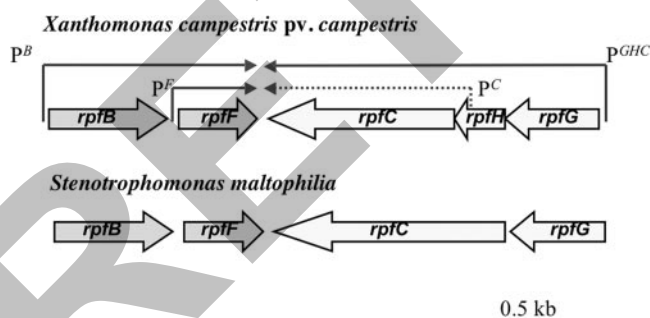 Xanthomonas campestris pv. campestris
P^B P^GHC
P^F P^C
rpfB rpfF rpfC rpfH rpfG
Stenotrophomonas maltophilia
rpfB rpfF rpfC rpfG
0.5 kb